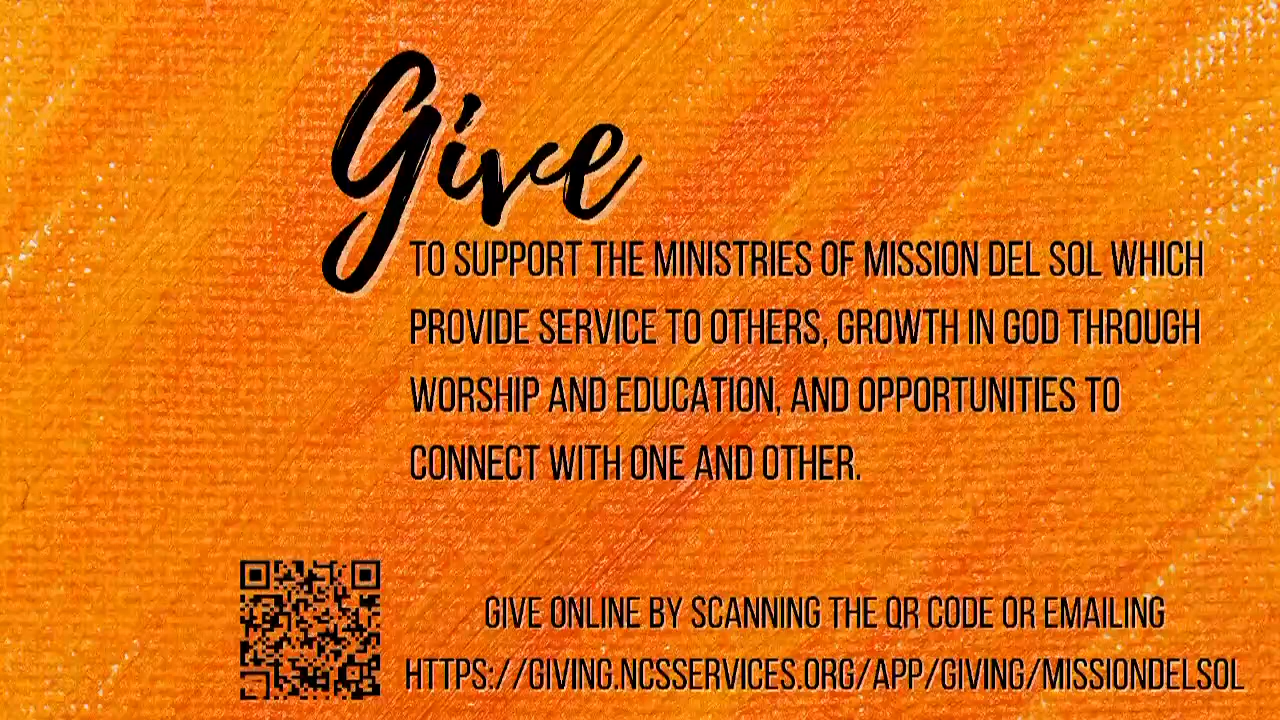 Give
TO SUPPORT THE MINISTRIES OF MISSION DEL SOL WHICH
PROVIDE SERVICE TO OTHERS, GROWTH IN GOD THROUGH
WORSHIP AND EDUCATION, AND OPPORTUNITIES TO
CONNECT WITH ONE AND OTHER.
GIVE ONLINE BY SCANNING THE QR CODE OR EMAILING
HTTPS://GIVING.NCSSERVICES.ORG/APP/GIVING/MISSIONDELSOL